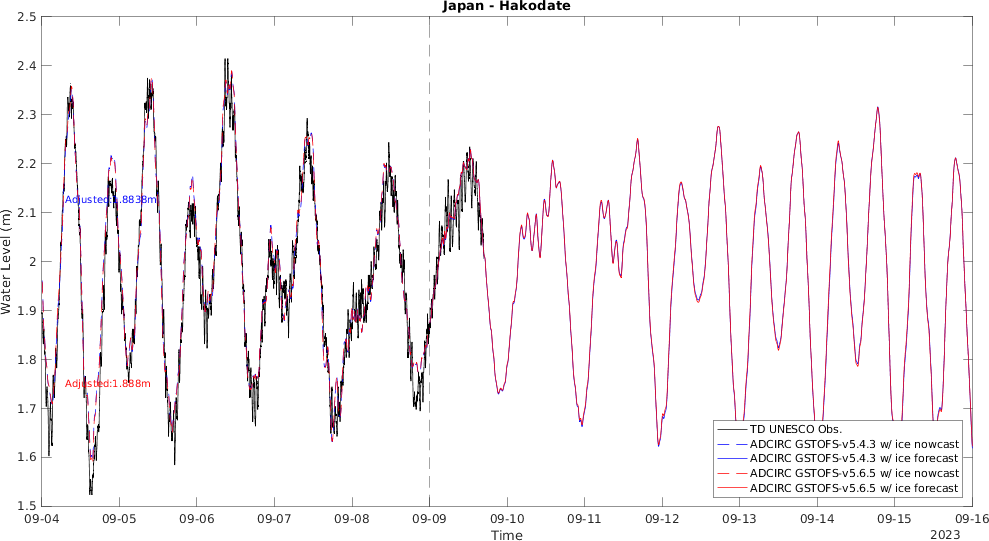 Japan - Hakodate
2.5
2.4
2.3
2.2
2.1
2
1.9
1.8
1.7
1.6
1.5
Water Level (m)
Adjusted:1.8838m
Adjusted:1.888m
TD UNESCO Obs.
ADCIRC GSTOFS-v5.4.3 w/ ice nowcast
ADCIRC GSTOFS-v5.4.3 w/ ice forecast
ADCIRC GSTOFS-v5.6.5 w/ ice nowcast
ADCIRC GSTOFS-v5.6.5 w/ ice forecast
09-04 09-05 09-06 09-07 09-08 09-09 09-10 09-11 09-12 09-13 09-14 09-15 09-16
Time
2023